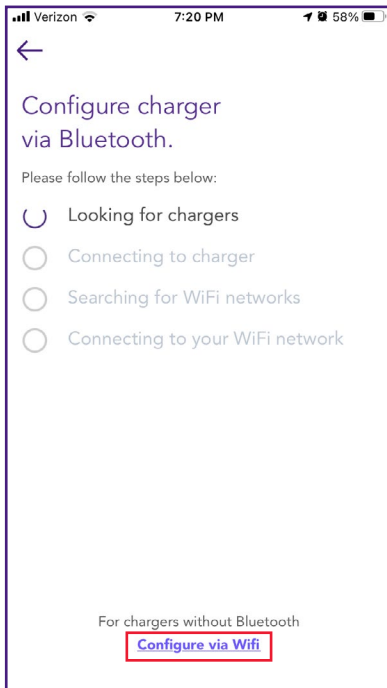 Verizon 7:20 PM 58%
Configure charger
via Bluetooth.
Please follow the steps below:
Looking for chargers
Connecting to charger
Searching for WiFi networks
Connecting to your WiFi network
For chargers without Bluetooth
Configure via Wifi